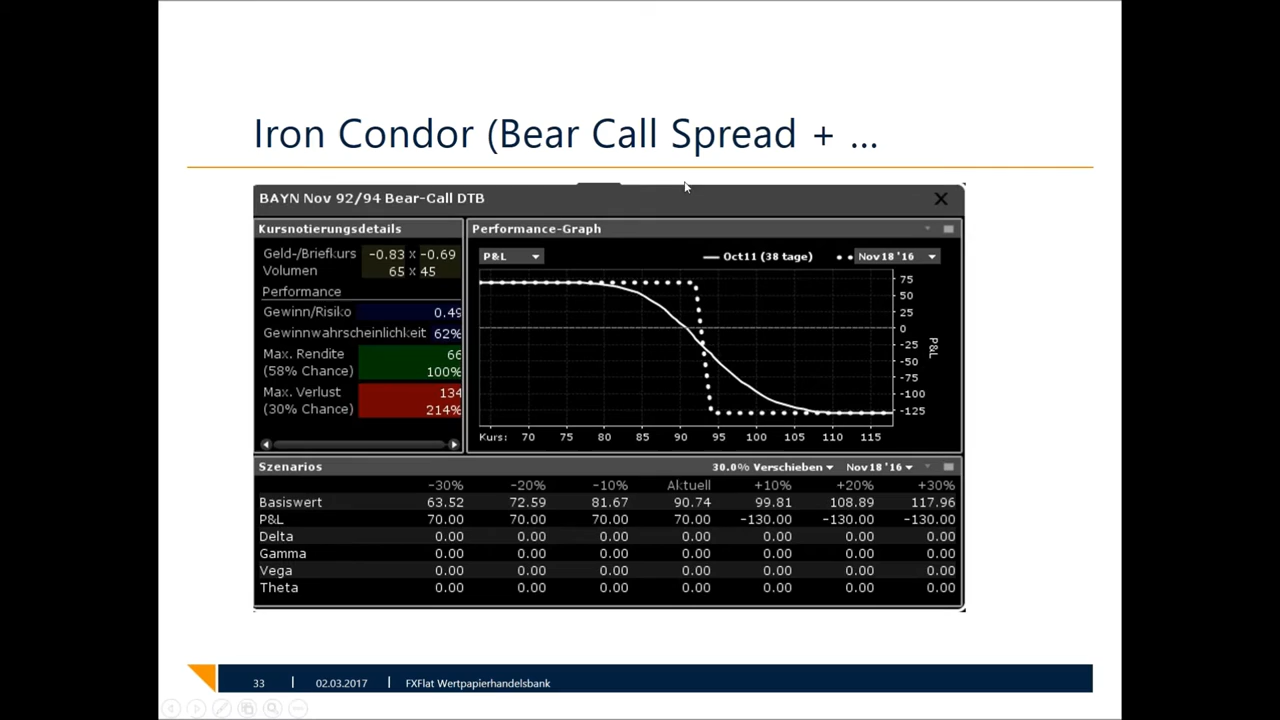 Iron Condor (Bear Call Spread + ...
BAYN Nov 92/94 Bear-Call DTB
Kursnotierungsdetails
Geld-/Briefkurs -0.83 x -0.69
Volumen 65 x 45
Performance
Gewinn/Risiko 0.49
Gewinnwahrscheinlichkeit 62%
Max. Rendite 66
(58% Chance) 100%
Max. Verlust 134
(30% Chance) 214%
Performance-Graph
P&L Oct11 (38 tage) Nov18 '16
75
50
25
0
-25
-50
-75
-100
-125
P&L
Kurs: 70 75 80 85 90 95 100 105 110 115
Szenarios 30.0% Verschieben Nov18 '16
-30% -20% -10% Aktuell +10% +20% +30%
Basiswert 63.52 72.59 81.67 90.74 99.81 108.89 117.96
P&L 70.00 70.00 70.00 70.00 -130.00 -130.00 -130.00
Delta 0.00 0.00 0.00 0.00 0.00 0.00 0.00
Gamma 0.00 0.00 0.00 0.00 0.00 0.00 0.00
Vega 0.00 0.00 0.00 0.00 0.00 0.00 0.00
Theta 0.00 0.00 0.00 0.00 0.00 0.00 0.00
33 | 02.03.2017 | FXFlat Wertpapierhandelsbank